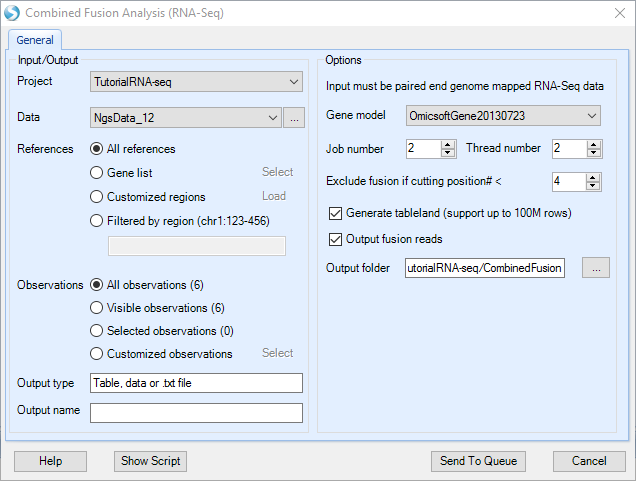 Combined Fusion Analysis (RNA-Seq)
General
Input/Output
Project TutorialRNA-seq
Data NgsData_12 ...
References All references
Gene list Select
Customized regions Load
Filtered by region (chr1:123-456)
Observations All observations (6)
Visible observations (6)
Selected observations (0)
Customized observations Select
Output type Table, data or .txt file
Output name
Options
Input must be paired end genome mapped RNA-Seq data
Gene model OmicsoftGene20130723
Job number 2 Thread number 2
Exclude fusion if cutting position# < 4
Generate tableland (support up to 100M rows)
Output fusion reads
Output folder utorialRNA-seq/CombinedFusion ...
Help Show Script Send To Queue Cancel